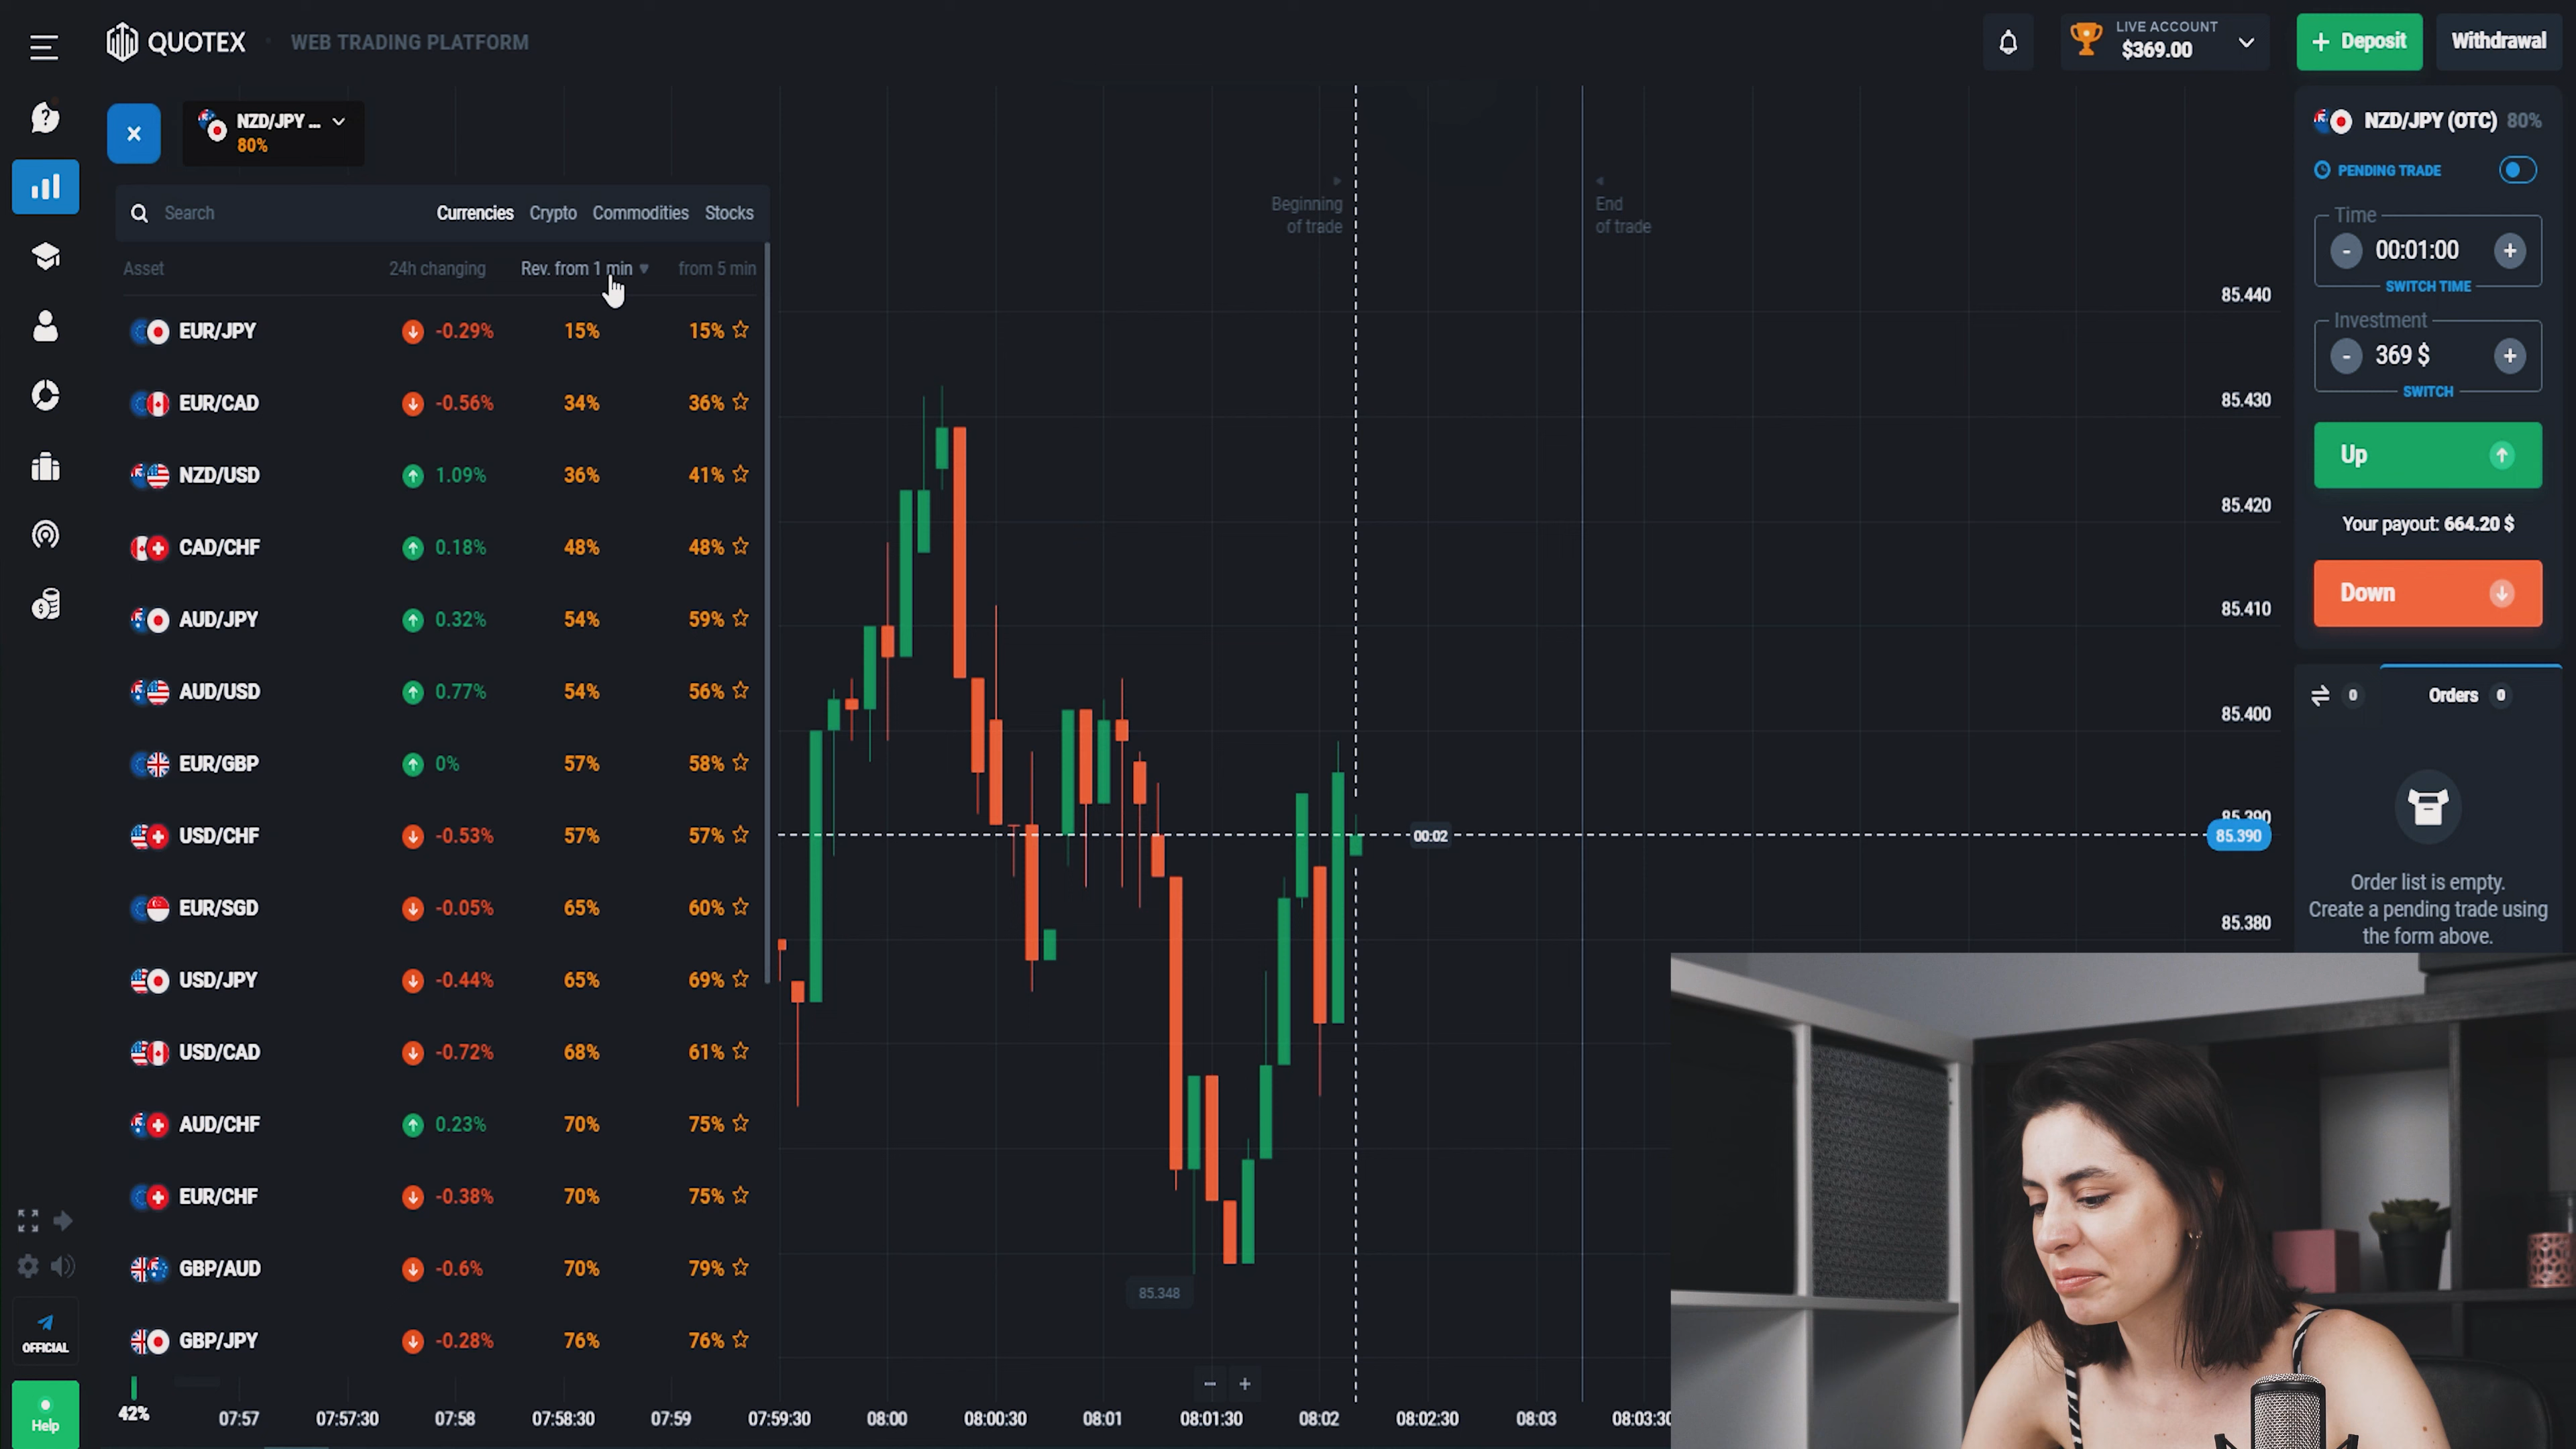 QUOTEX WEB TRADING PLATFORM
LIVE ACCOUNT
$369.00
+ Deposit
Withdrawal
NZD/JPY ...
80%
Search
Currencies Crypto Commodities Stocks
Asset 24h changing Rev. from 1 min from 5 min
EUR/JPY -0.29% 15% 15%
EUR/CAD -0.56% 34% 36%
NZD/USD 1.09% 36% 41%
CAD/CHF 0.18% 48% 48%
AUD/JPY 0.32% 54% 59%
AUD/USD 0.77% 54% 56%
EUR/GBP 0% 57% 58%
USD/CHF -0.53% 57% 57%
EUR/SGD -0.05% 65% 60%
USD/JPY -0.44% 65% 69%
USD/CAD -0.72% 68% 61%
AUD/CHF 0.23% 70% 75%
EUR/CHF -0.38% 70% 75%
GBP/AUD -0.6% 70% 79%
GBP/JPY -0.28% 76% 76%
OFFICIAL
Help
42%
Beginning
of trade
End
of trade
00:02
85.348
85.440
85.430
85.420
85.410
85.400
85.390
85.390
85.380
07:57 07:57:30 07:58 07:58:30 07:59 07:59:30 08:00 08:00:30 08:01 08:01:30 08:02 08:02:30 08:03 08:03:30
NZD/JPY (OTC) 80%
PENDING TRADE
Time
- 00:01:00 +
SWITCH TIME
Investment
- 369 $ +
SWITCH
Up
Your payout: 664.20 $
Down
0 Orders 0
Order list is empty.
Create a pending trade using
the form above.